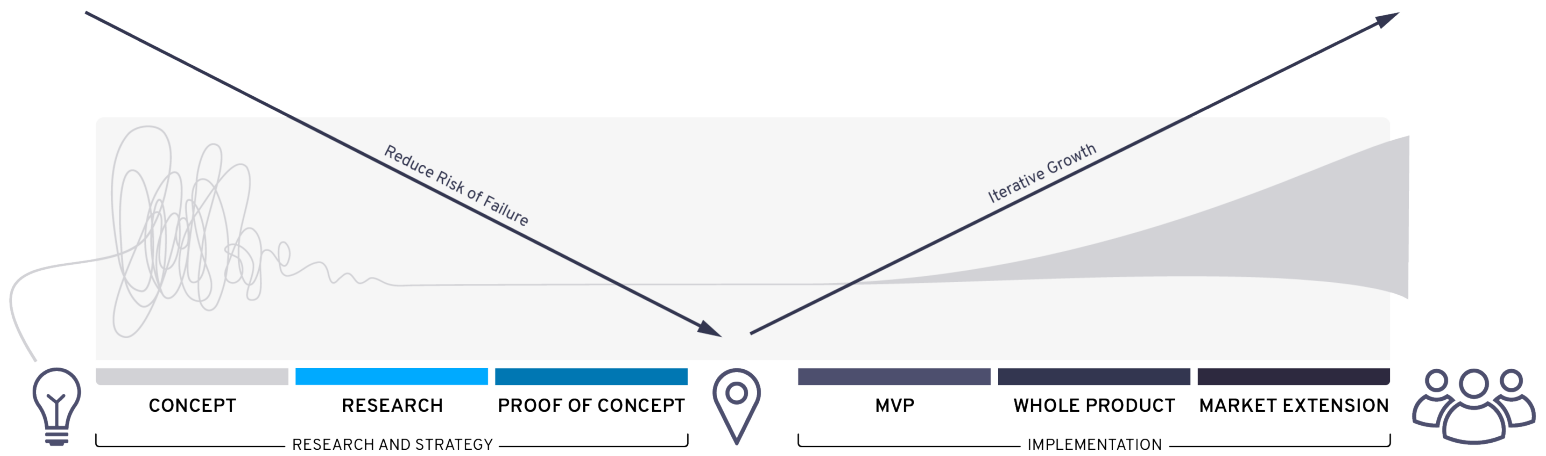 Reduce Risk of Failure
Iterative Growth
CONCEPT
RESEARCH
PROOF OF CONCEPT
MVP
WHOLE PRODUCT
MARKET EXTENSION
RESEARCH AND STRATEGY
IMPLEMENTATION